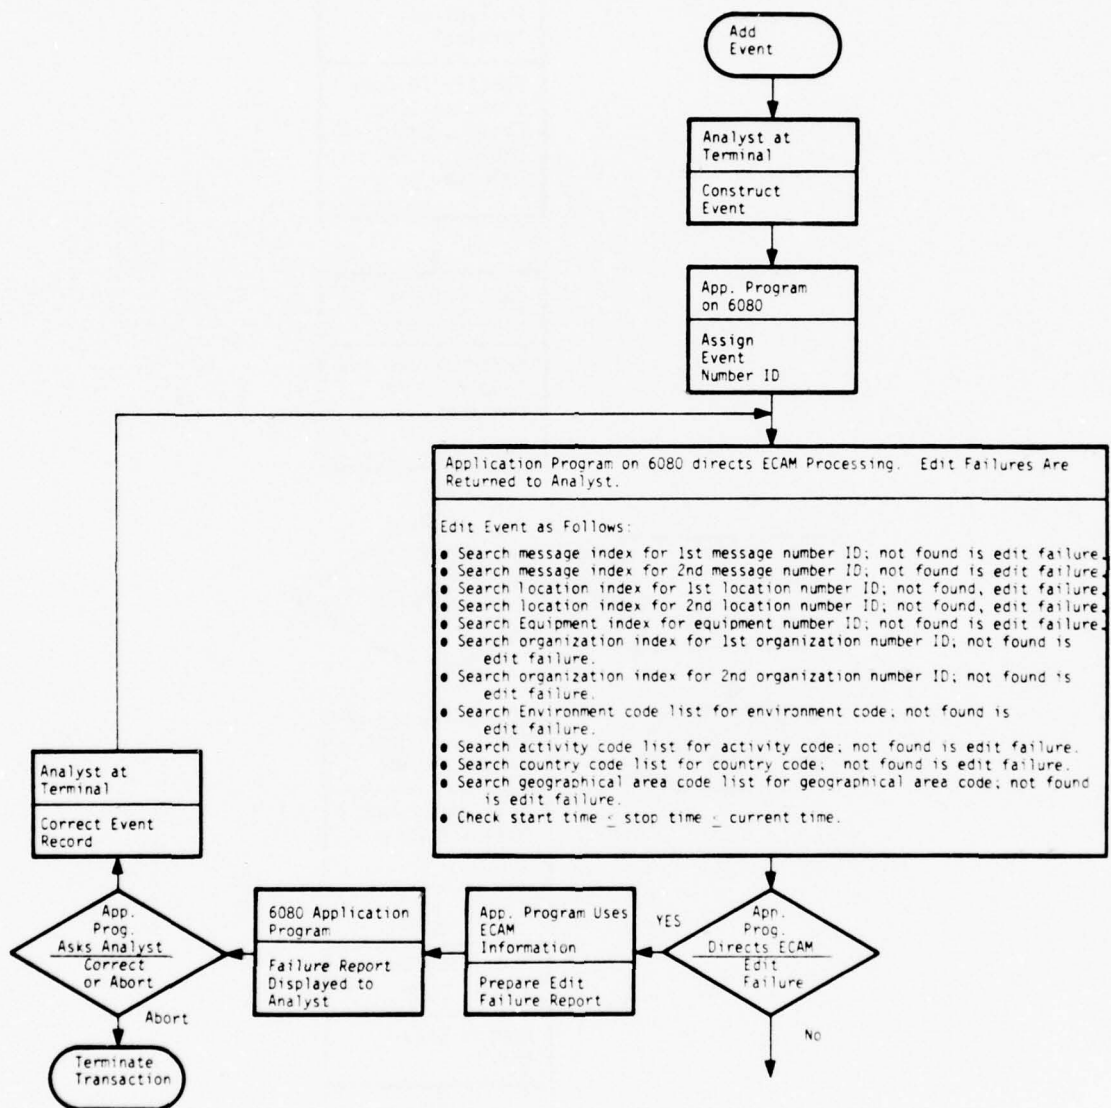 Add
Event
Analyst at
Terminal
Construct
Event
App. Program
on 6080
Assign
Event
Number ID
Application Program on 6080 directs ECAM Processing. Edit Failures Are
Returned to Analyst.
Edit Event as Follows:
● Search message index for 1st message number ID; not found is edit failure.
● Search message index for 2nd message number ID; not found is edit failure.
● Search location index for 1st location number ID; not found, edit failure.
● Search location index for 2nd location number ID; not found, edit failure.
● Search Equipment index for equipment number ID; not found is edit failure.
● Search organization index for 1st organization number ID; not found is
edit failure.
● Search organization index for 2nd organization number ID; not found is
edit failure.
● Search Environment code list for environment code; not found is
edit failure.
● Search activity code list for activity code; not found is edit failure.
● Search country code list for country code; not found is edit failure.
● Search geographical area code list for geographical area code; not found
is edit failure.
● Check start time ≤ stop time ≤ current time.
Analyst at
Terminal
Correct Event
Record
App.
Prog.
Asks Analyst
Correct
or Abort
Abort
Terminate
Transaction
6080 Application
Program
Failure Report
Displayed to
Analyst
App. Program Uses
ECAM
Information
Prepare Edit
Failure Report
YES
App.
Prog.
Directs ECAM
Edit
Failure
No